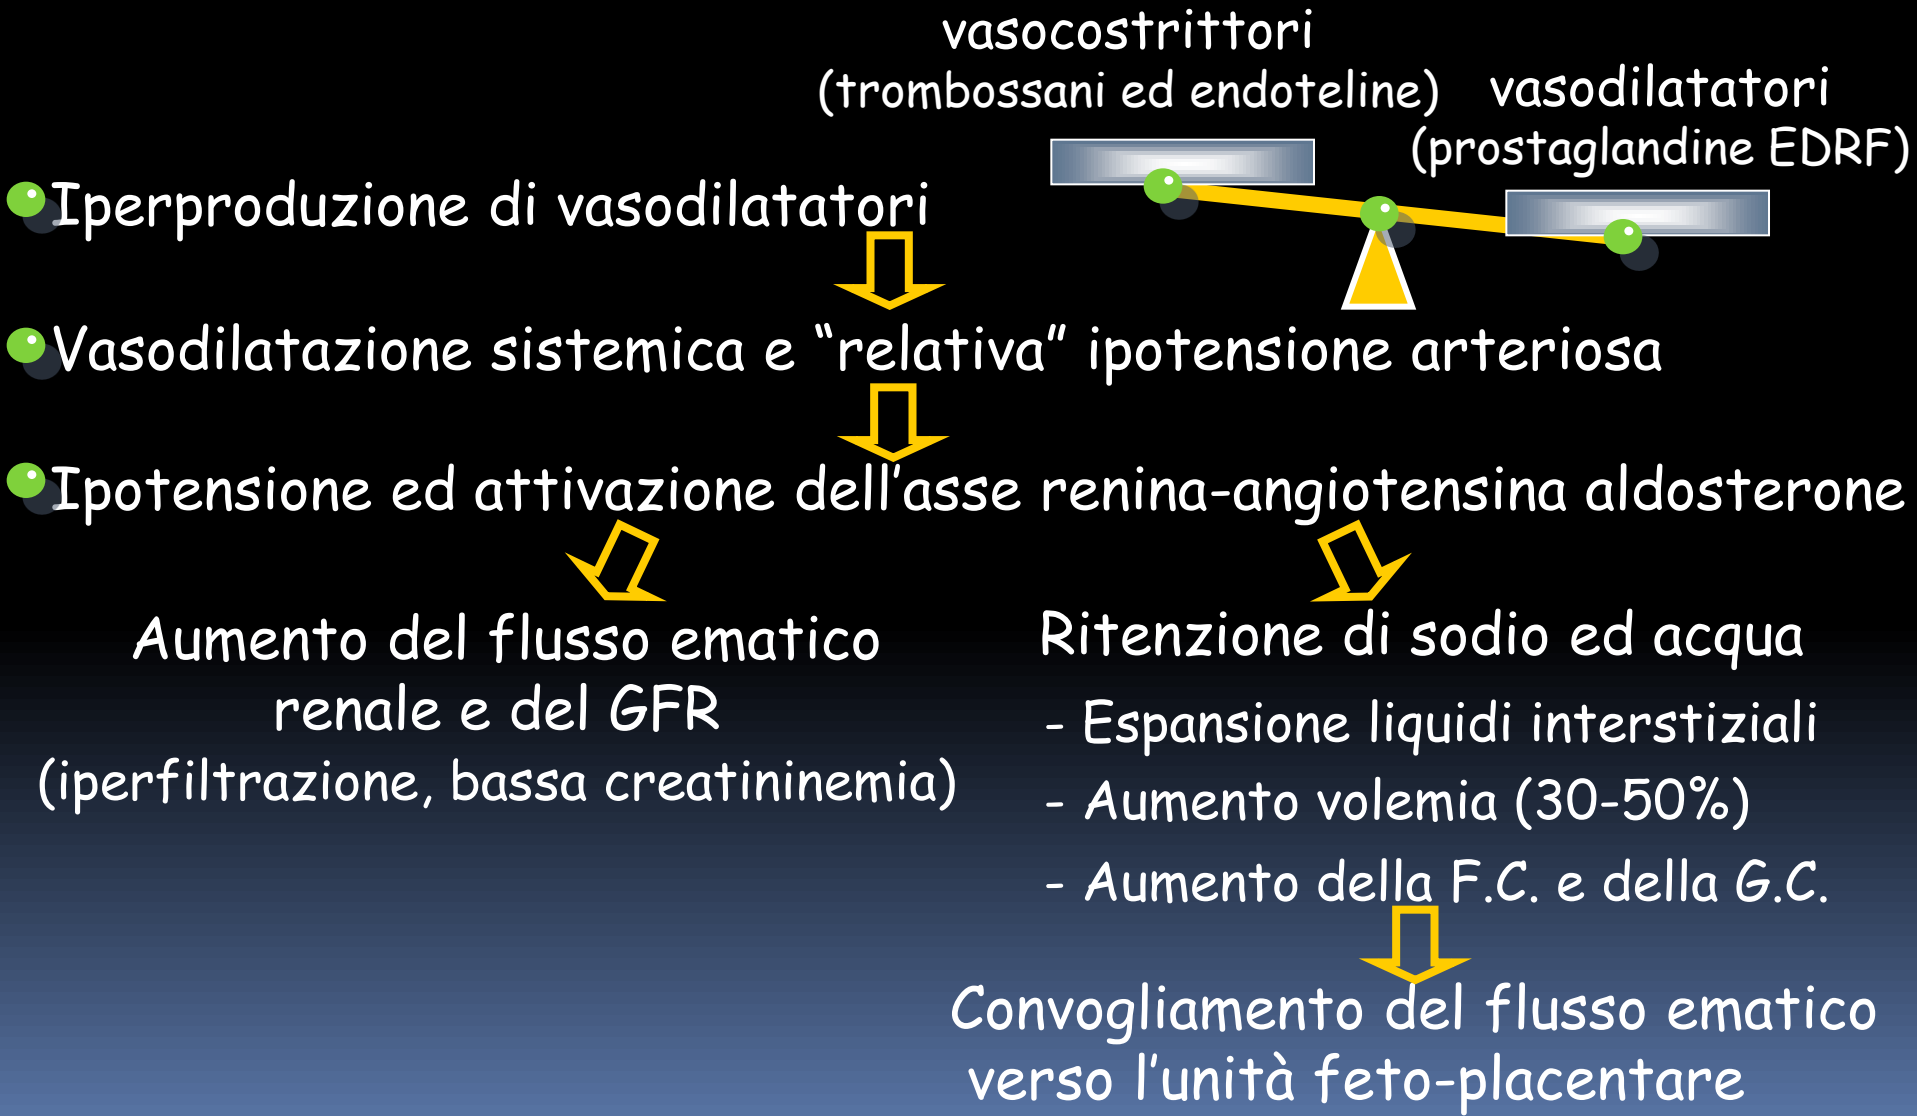 vasocostrittori
(trombossani ed endoteline)
vasodilatatori
(prostaglandine EDRF)
Iperproduzione di vasodilatatori
Vasodilatazione sistemica e “relativa” ipotensione arteriosa
Ipotensione ed attivazione dell’asse renina-angiotensina aldosterone
Aumento del flusso ematico
renale e del GFR
(iperfiltrazione, bassa creatininemia)
Ritenzione di sodio ed acqua
- Espansione liquidi interstiziali
- Aumento volemia (30-50%)
- Aumento della F.C. e della G.C.
Convogliamento del flusso ematico
verso l’unità feto-placentare